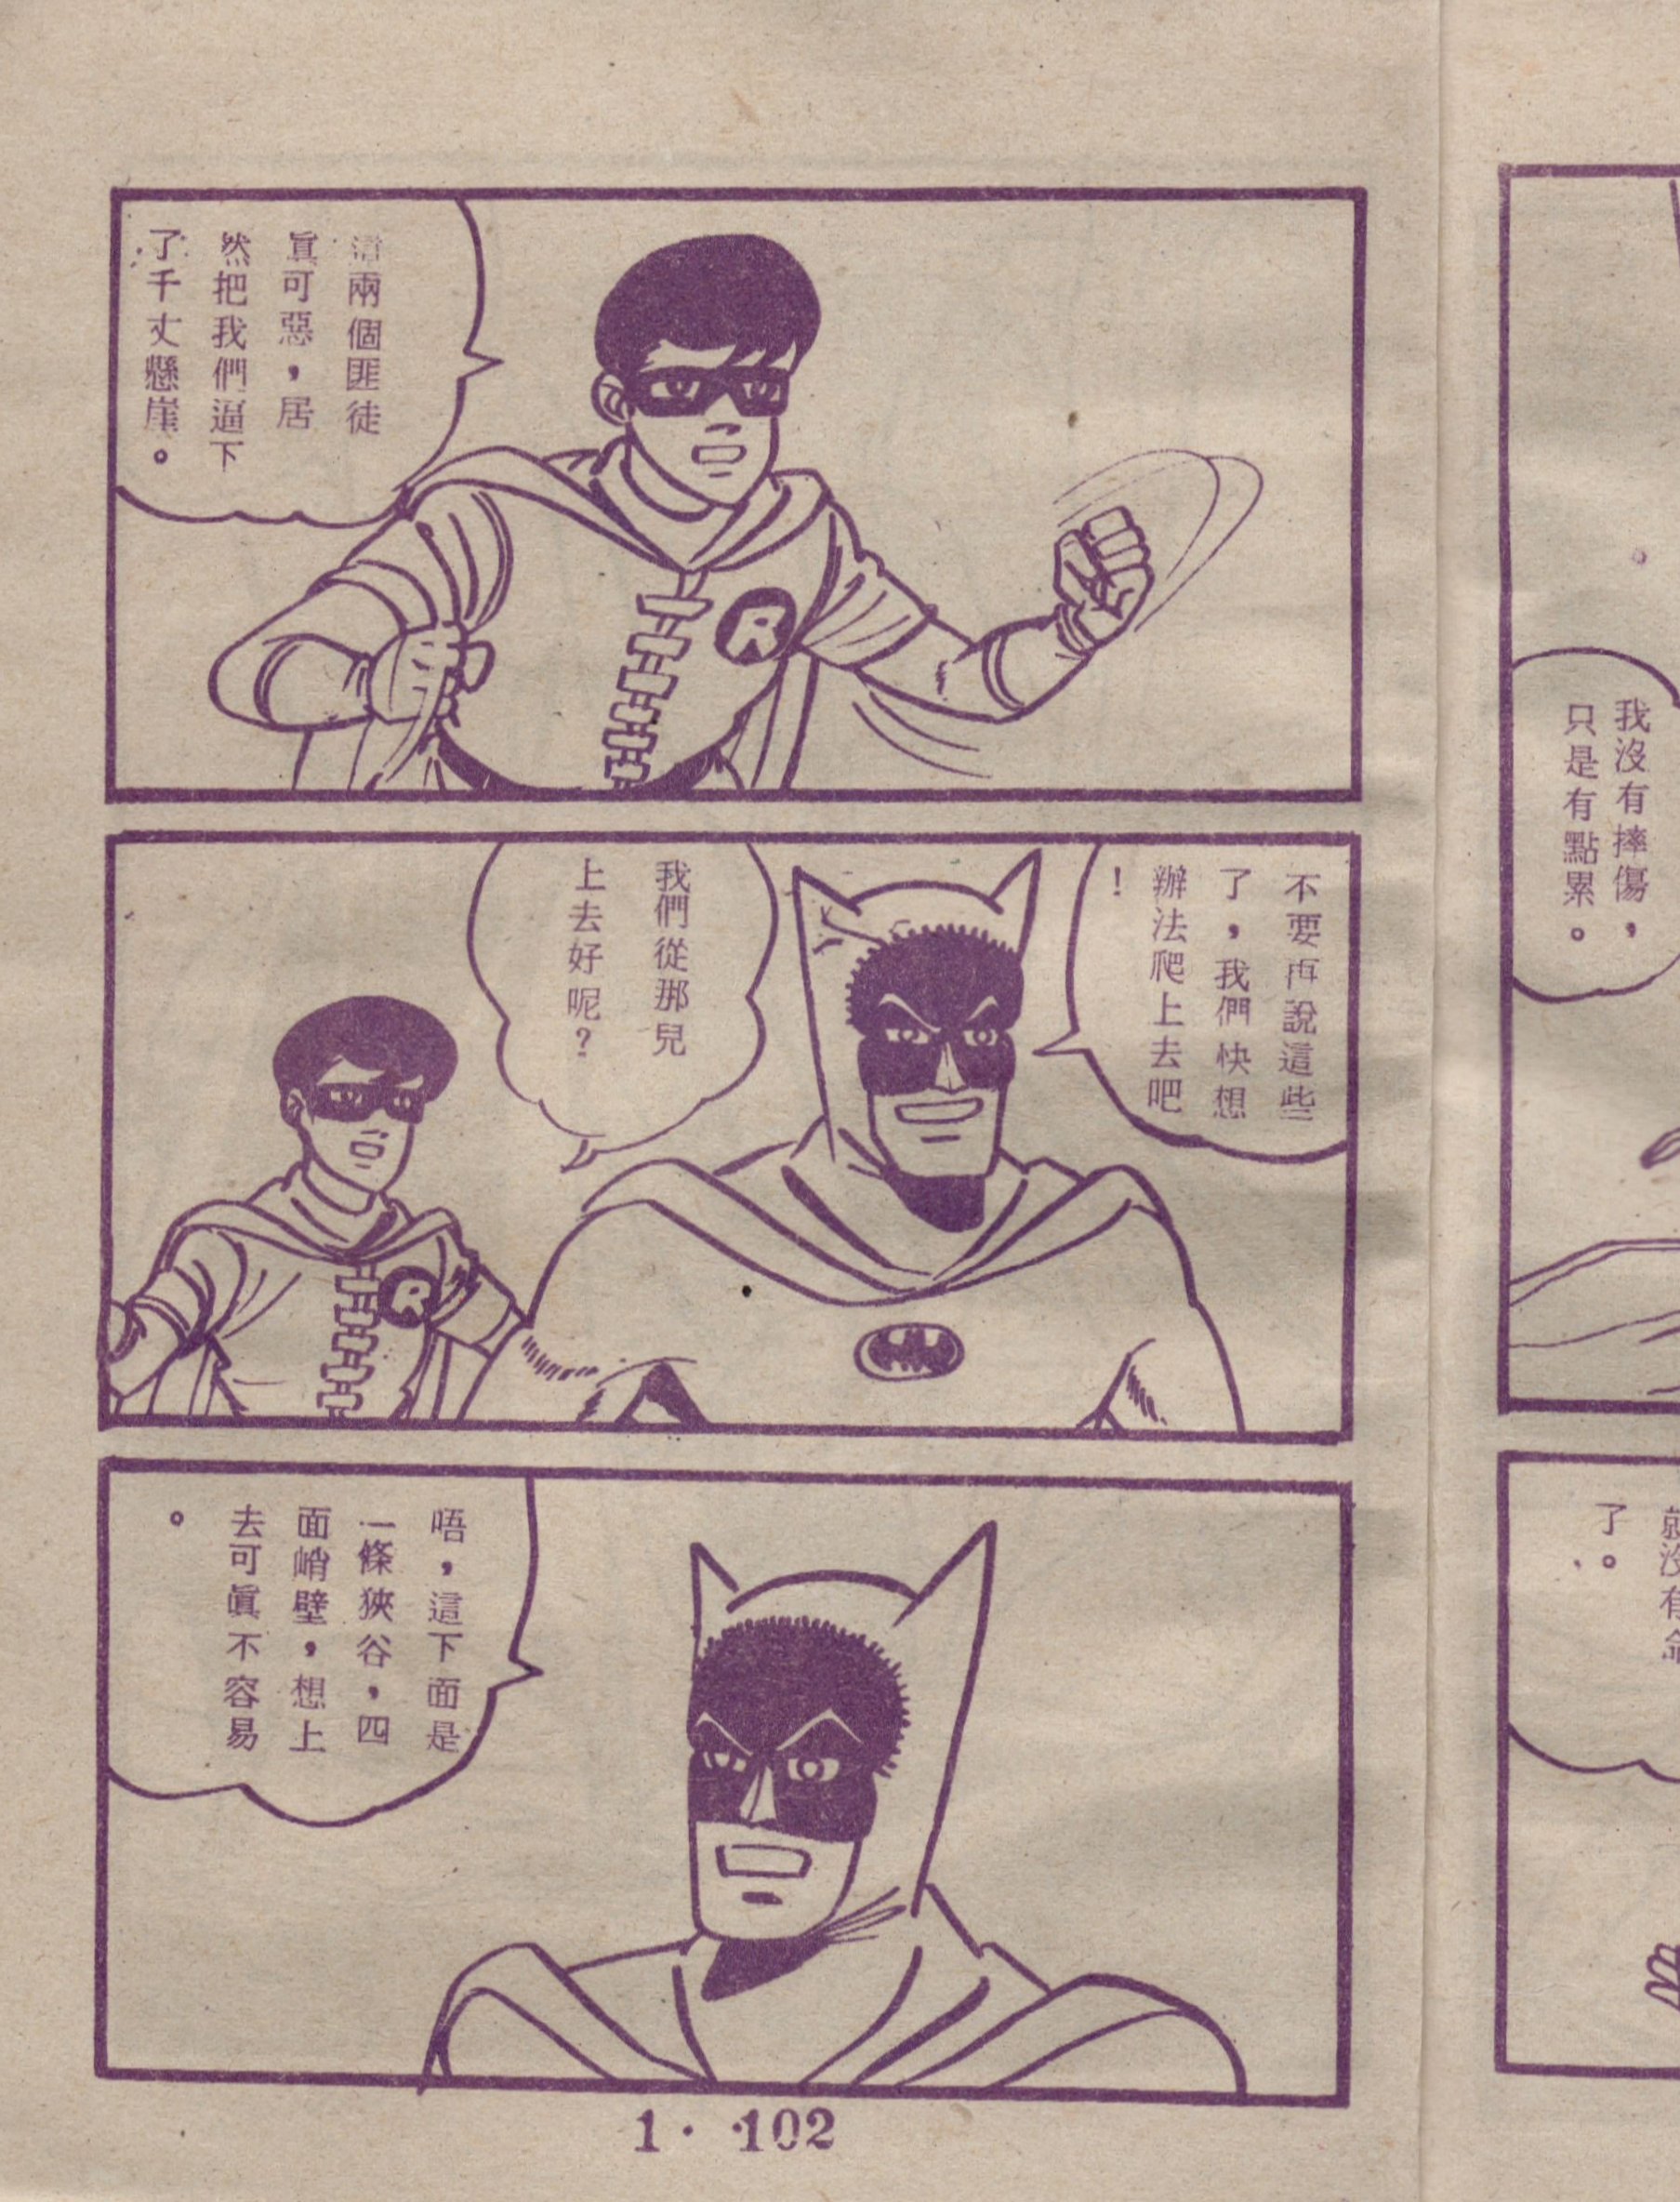 我沒有摔傷，
只是有點累。
了。
這兩個匪徒
眞可惡，居
然把我們逼下
了千丈懸崖。
R
不要再說這些
了，我們快想
辦法爬上去吧
！
我們從那兒
上去好呢？
R
唔，這下面是
一條狹谷，四
面峭壁，想上
去可眞不容易
。
1·102